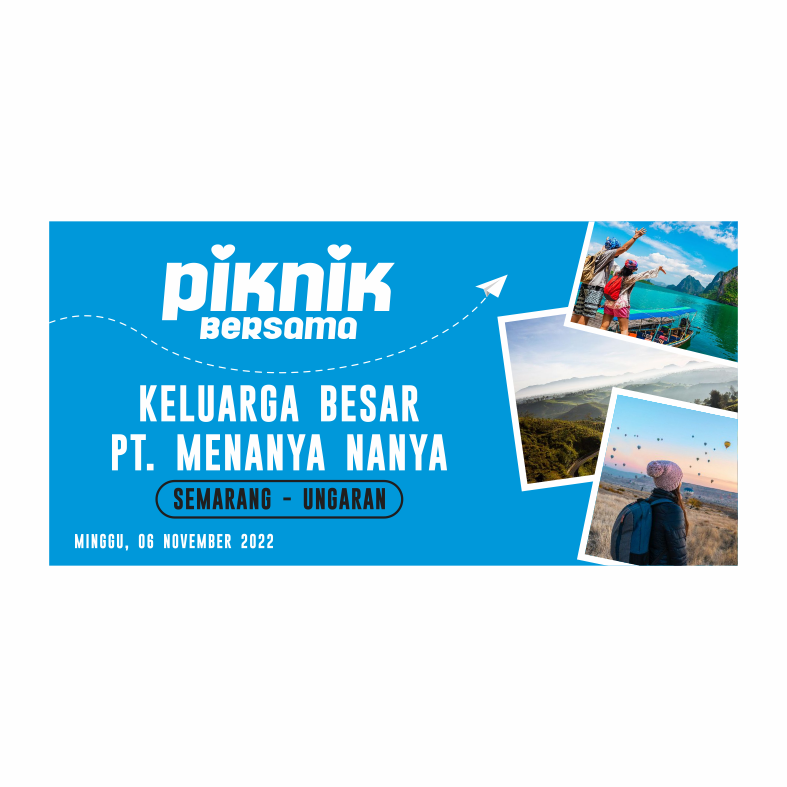 piknik
Bersama
KELUARGA BESAR
PT. MENANYA NANYA
SEMARANG - UNGARAN
MINGGU, 06 NOVEMBER 2022